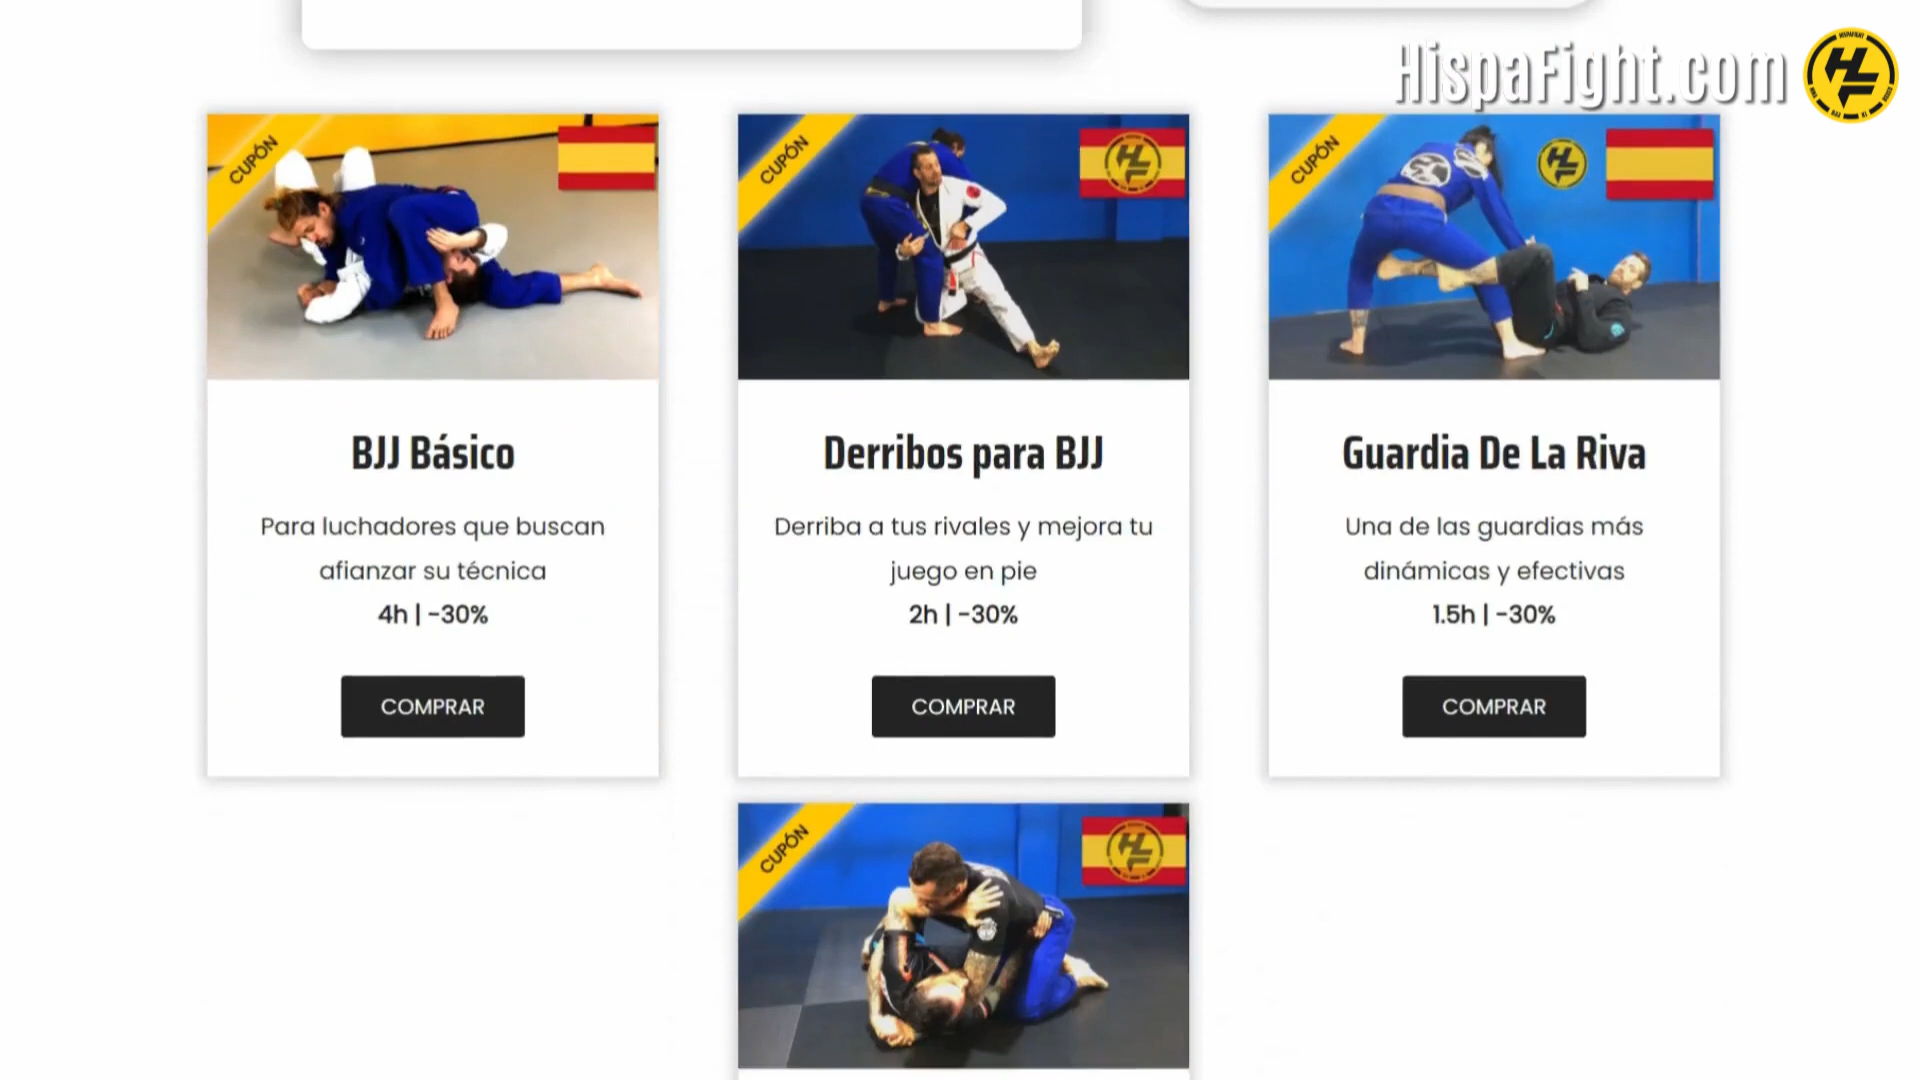 HispaFight.com
CUPÓN
CUPÓN
CUPÓN
BJJ Básico
Para luchadores que buscan
afianzar su técnica
4h | -30%
COMPRAR
Derribos para BJJ
Derriba a tus rivales y mejora tu
juego en pie
2h | -30%
COMPRAR
Guardia De La Riva
Una de las guardias más
dinámicas y efectivas
1.5h | -30%
COMPRAR
CUPÓN